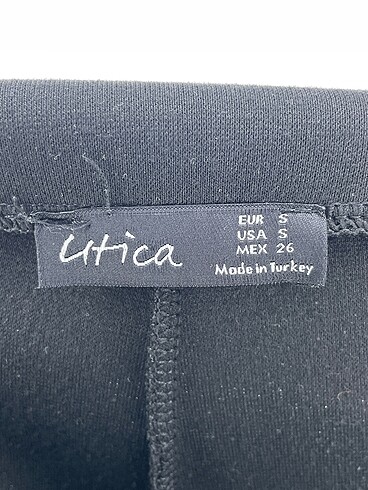 utica
EUR S
USA S
MEX 26
Made in Turkey